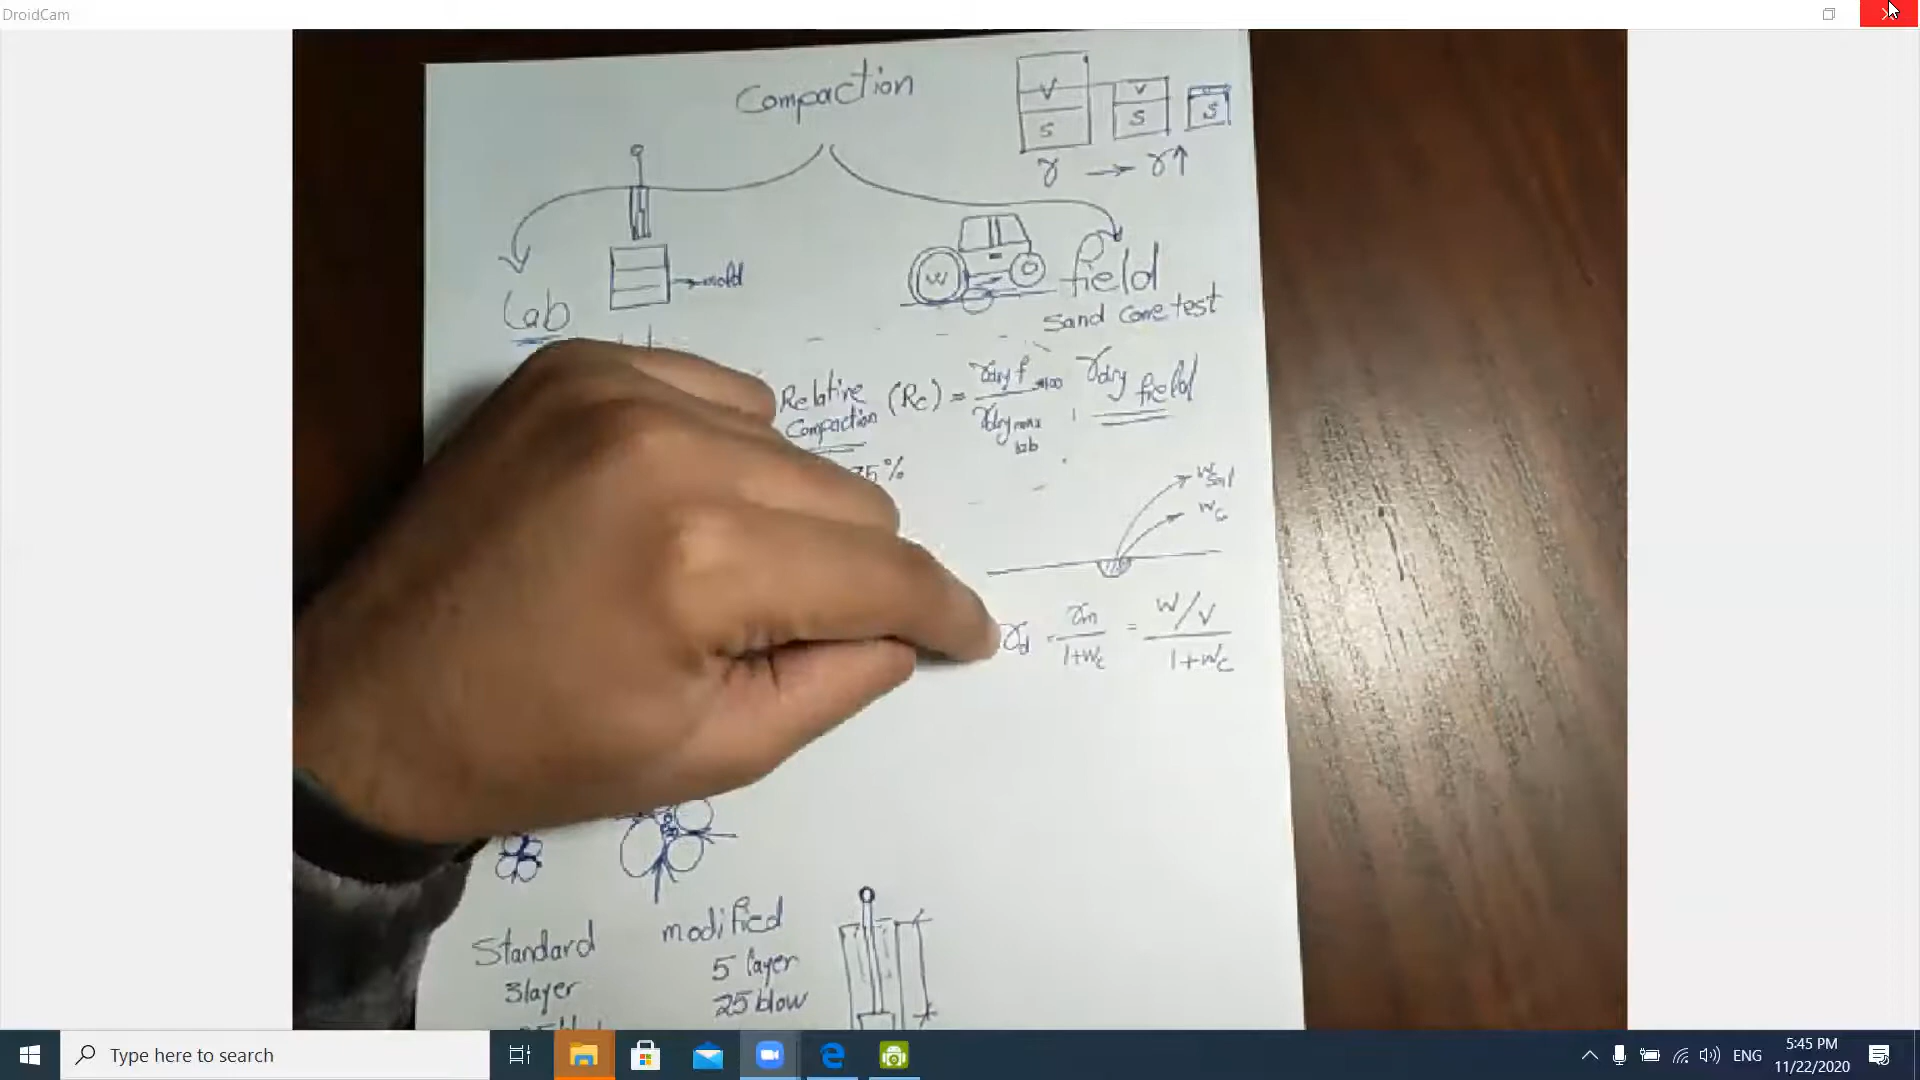 DroidCam
Compaction
V
S
V
S
S
γ → γ↑
mold
W
Lab
field
Sand Cone test
Relative
Compaction
(Rc) = γdry f / γdry max lab
*100
γdry field
5%
Wsoil
Wc
γd = γm / 1+Wc = W/V / 1+Wc
Standard
3 layer
modified
5 layer
25 blow
Type here to search
ENG
5:45 PM
11/22/2020